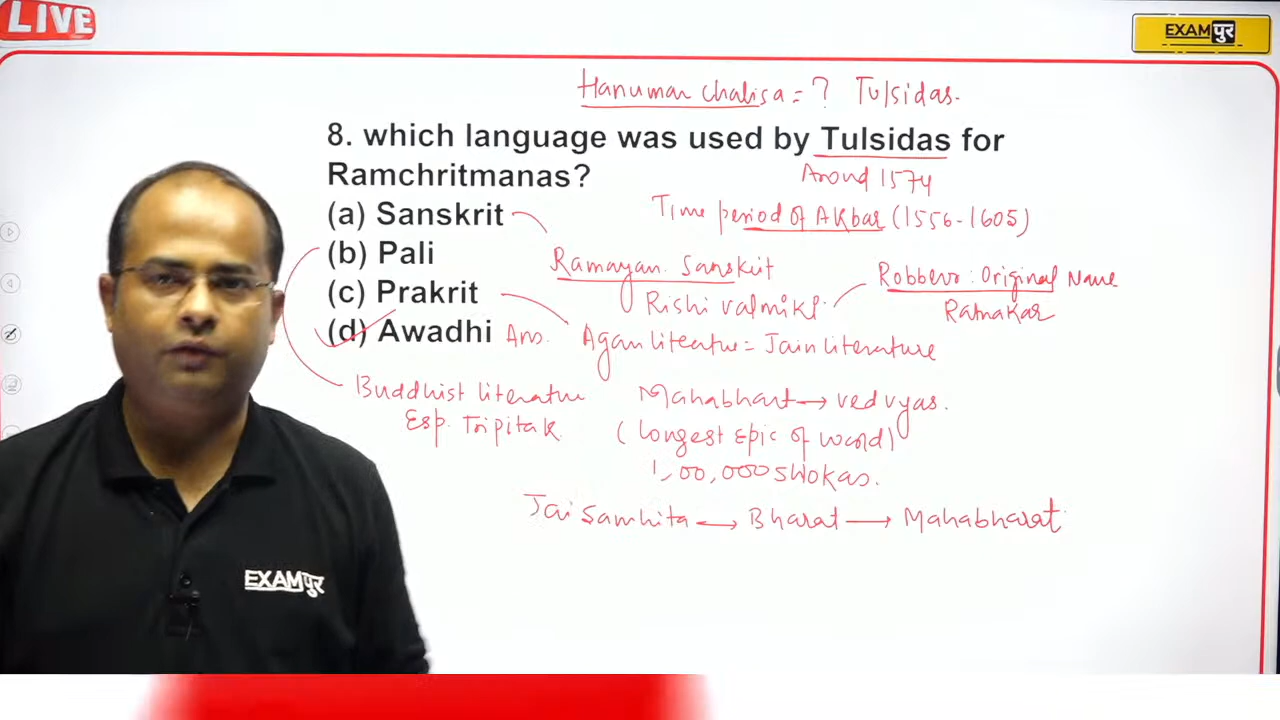 LIVE
EXAMपुर
Hanuman Chalisa = ? Tulsidas.
8. which language was used by Tulsidas for
Ramchritmanas?
Around 1574
(a) Sanskrit
Time period of Akbar (1556-1605)
(b) Pali
Ramayan. Sanskrit
Robber : Original Name
(c) Prakrit
Rishi Valmiki.
Ratnakar
(d) Awadhi Ans.
Agam literature = Jain literature
Buddhist literature
Esp. Tripitak.
Mahabhart → ved vyas.
(longest Epic of world)
1,00,000 shlokas.
Jai Samhita → Bharat → Mahabharat
EXAMपुर